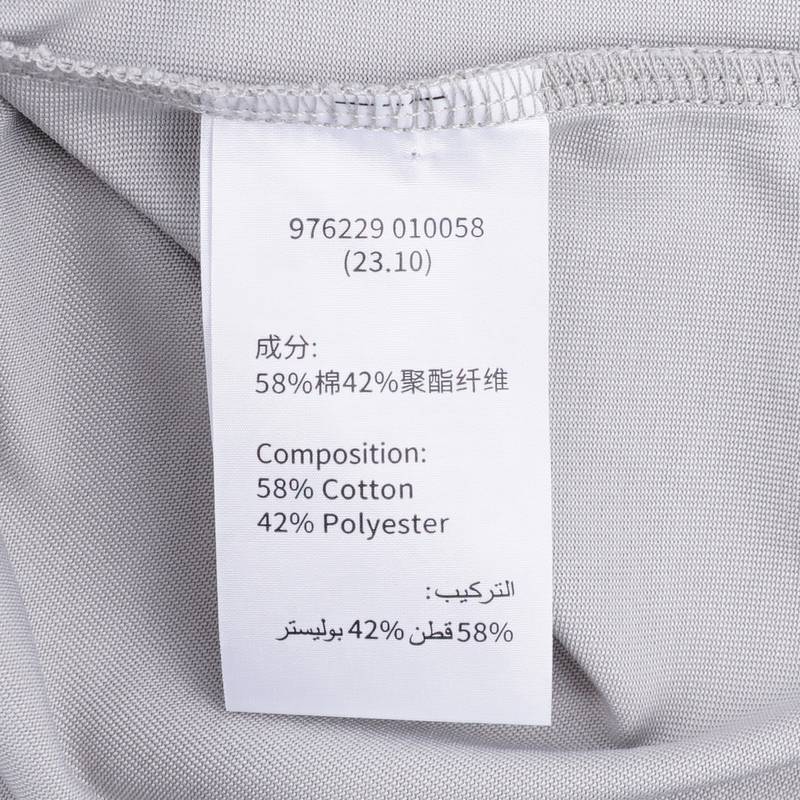 976229 010058
(23.10)
成分:
58%棉42%聚酯纤维
Composition:
58% Cotton
42% Polyester
التركيب:
58% قطن 42% بوليستر